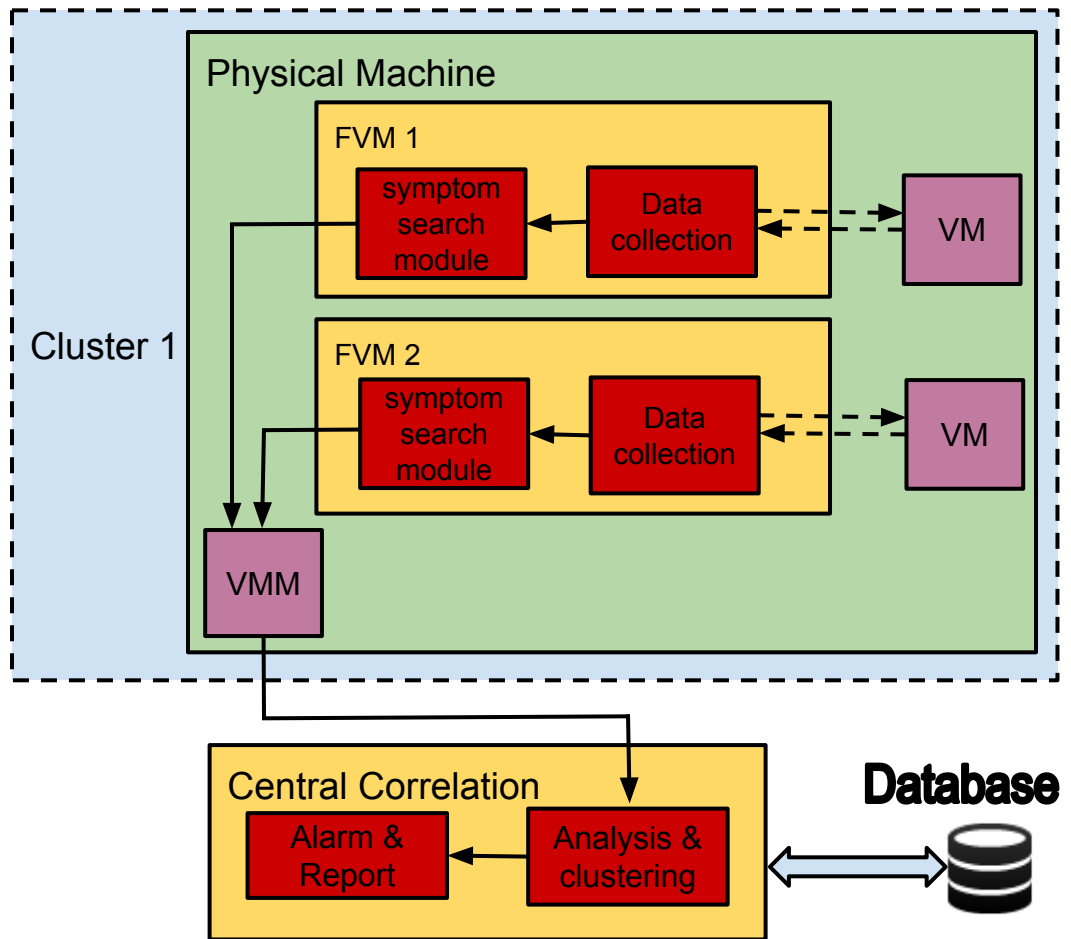 Physical Machine
FVM 1
symptom
search
module
Data
collection
VM
Cluster 1
FVM 2
symptom
search
module
Data
collection
VM
VMM
Central Correlation
Alarm &
Report
Analysis &
clustering
Database